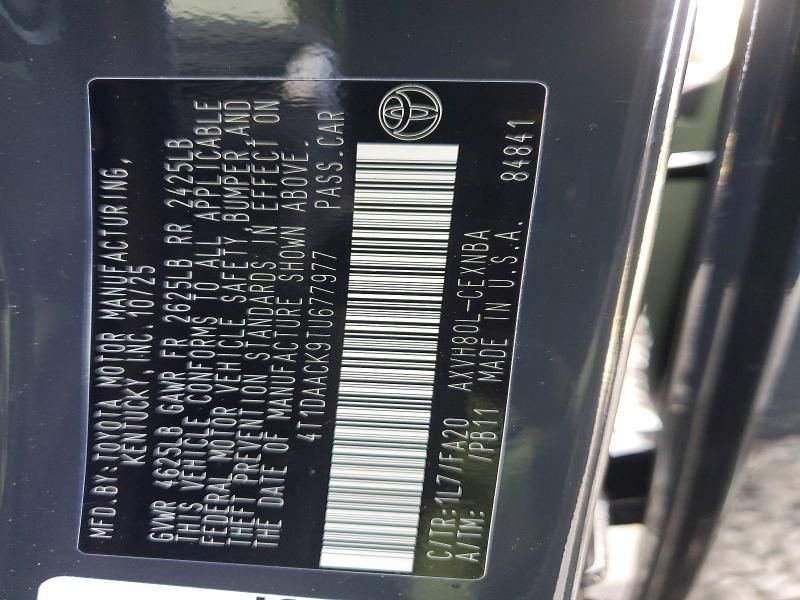 MFD.BY: TOYOTA MOTOR MANUFACTURING,
KENTUCKY, INC. 10/25
GVWR 4625LB GAWR FR 2625LB RR 2425LB
THIS VEHICLE CONFORMS TO ALL APPLICABLE
FEDERAL MOTOR VEHICLE SAFETY, BUMPER, AND
THEFT PREVENTION STANDARDS IN EFFECT ON
THE DATE OF MANUFACTURE SHOWN ABOVE.
4T1DAACK9TU677977 PASS.CAR
C/TR:1L7/FA20 AXVH80L-CEXNBA
A/TM: /PB11 MADE IN U.S.A. 84841